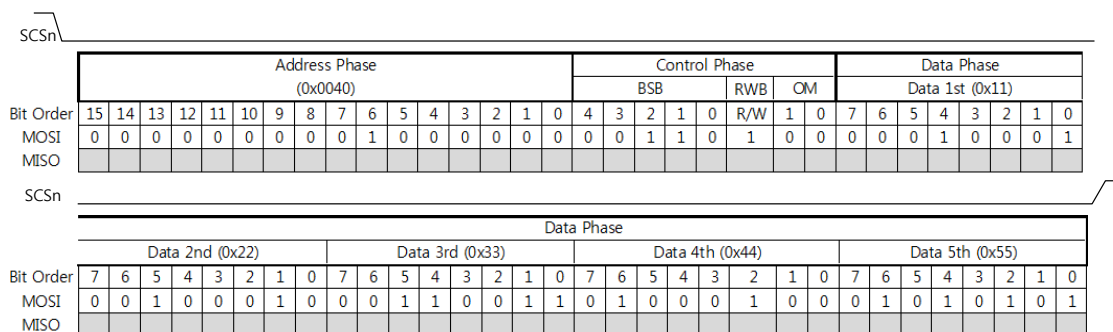 SCSn
Address Phase Control Phase Data Phase
(0x0040) BSB RWB OM Data 1st (0x11)
Bit Order 15 14 13 12 11 10 9 8 7 6 5 4 3 2 1 0 4 3 2 1 0 R/W 1 0 7 6 5 4 3 2 1 0
MOSI 0 0 0 0 0 0 0 0 0 1 0 0 0 0 0 0 0 0 1 1 0 1 0 0 0 0 0 1 0 0 0 1
MISO
SCSn
Data Phase
Data 2nd (0x22) Data 3rd (0x33) Data 4th (0x44) Data 5th (0x55)
Bit Order 7 6 5 4 3 2 1 0 7 6 5 4 3 2 1 0 7 6 5 4 3 2 1 0 7 6 5 4 3 2 1 0
MOSI 0 0 1 0 0 0 1 0 0 0 1 1 0 0 1 1 0 1 0 0 0 1 0 0 0 1 0 1 0 1 0 1
MISO